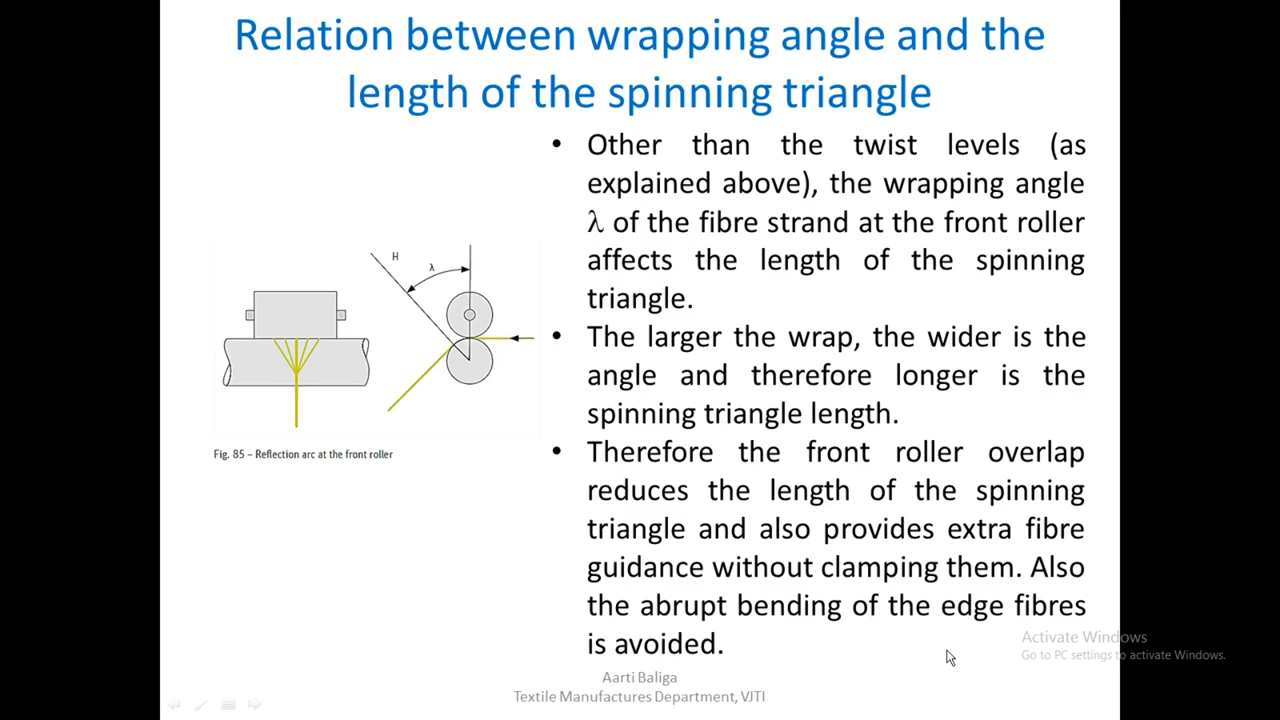 Relation between wrapping angle and the
length of the spinning triangle
• Other than the twist levels (as
explained above), the wrapping angle
λ of the fibre strand at the front roller
affects the length of the spinning
triangle.
• The larger the wrap, the wider is the
angle and therefore longer is the
spinning triangle length.
• Therefore the front roller overlap
reduces the length of the spinning
triangle and also provides extra fibre
guidance without clamping them. Also
the abrupt bending of the edge fibres
is avoided.
H
λ
Fig. 85 – Reflection arc at the front roller
Activate Windows
Go to PC settings to activate Windows.
Aarti Baliga
Textile Manufactures Department, VJTI